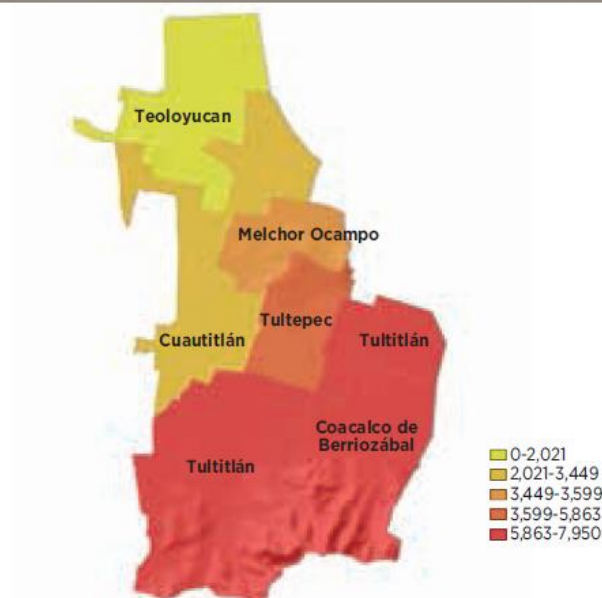 Teoloyucan
Melchor Ocampo
Tultepec
Cuautitlán
Tultitlán
Coacalco de
Berriozábal
Tultitlán
0-2,021
2,021-3,449
3,449-3,599
3,599-5,863
5,863-7,950